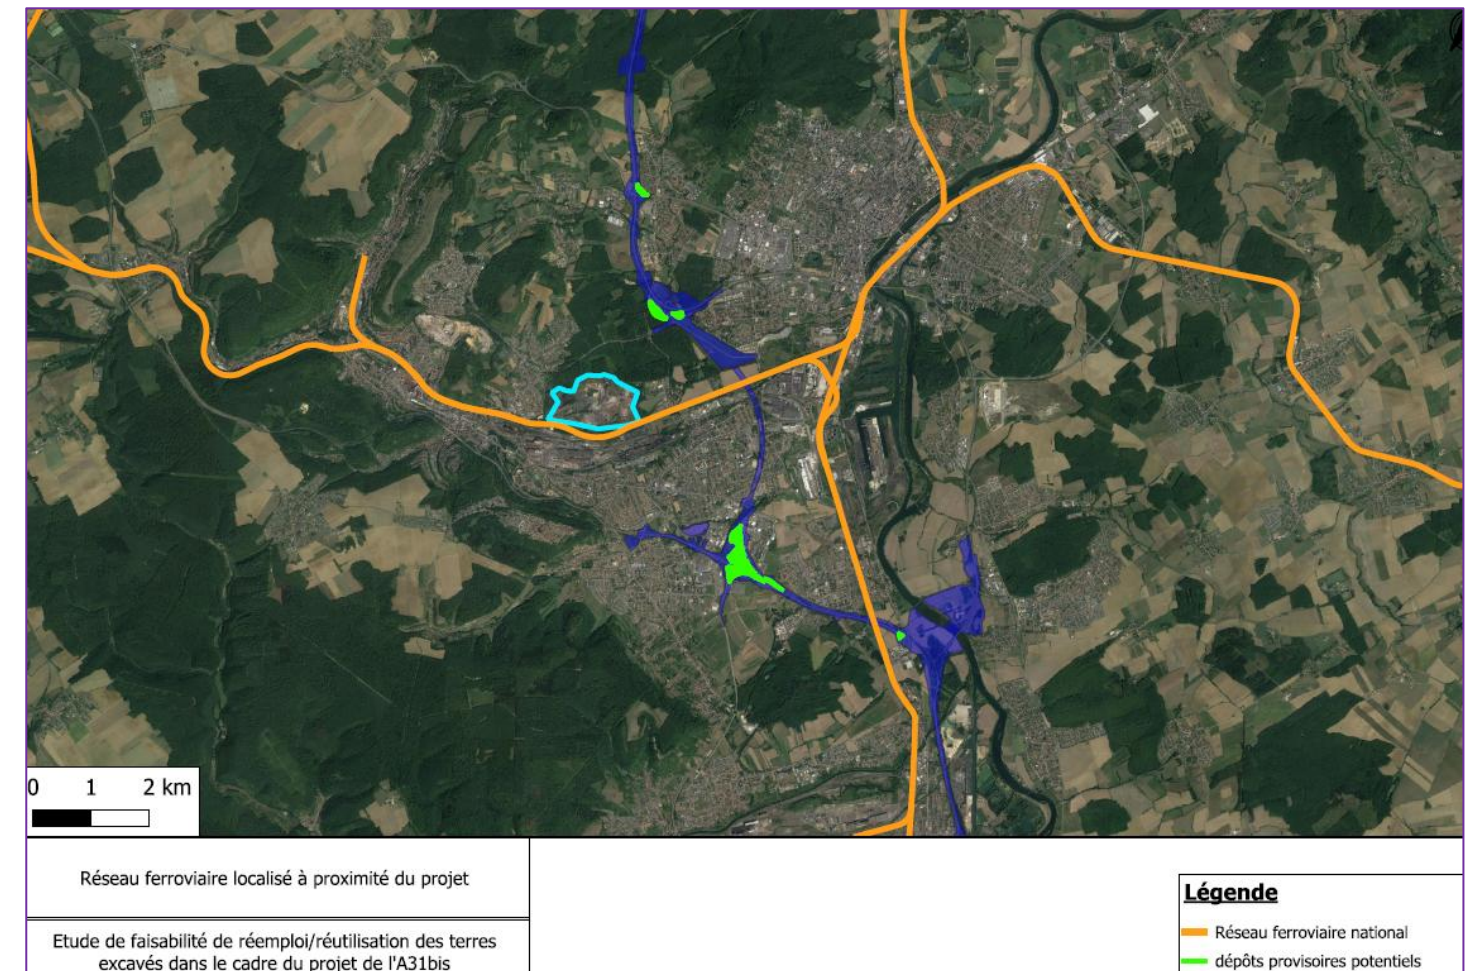 0 1 2 km
Réseau ferroviaire localisé à proximité du projet
Etude de faisabilité de réemploi/réutilisation des terres
excavés dans le cadre du projet de l'A31bis
Légende
Réseau ferroviaire national
dépôts provisoires potentiels